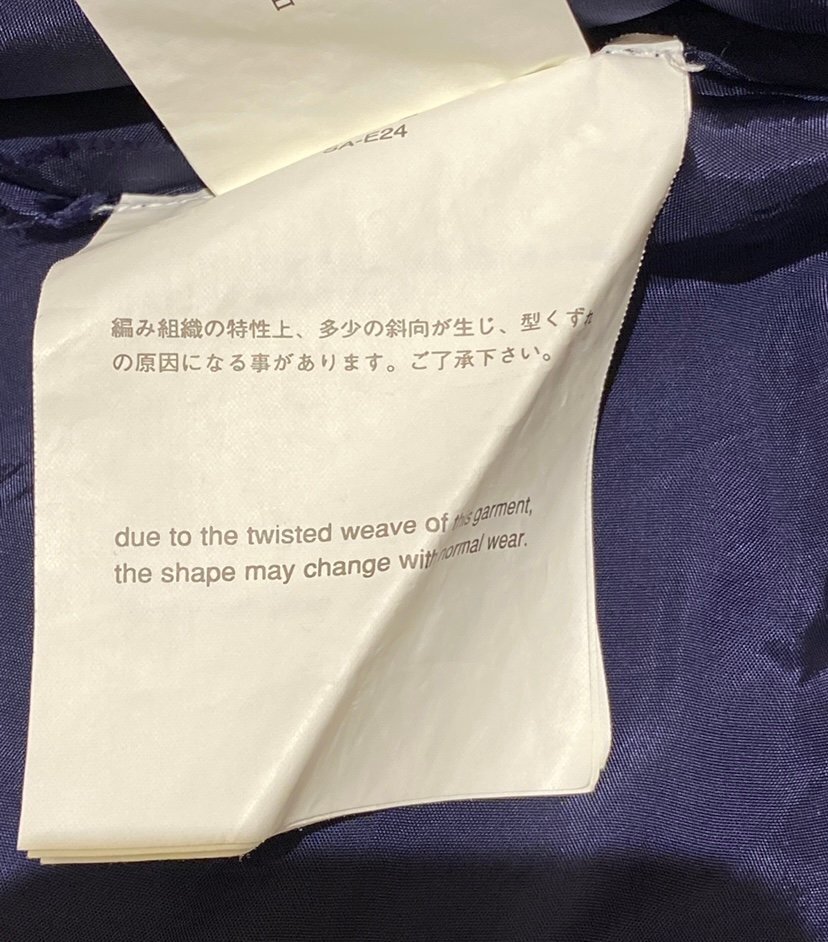 A-E24
編み組織の特性上、多少の斜向が生じ、型くず
の原因になる事があります。ご了承下さい。
due to the twisted weave of this garment,
the shape may change with normal wear.